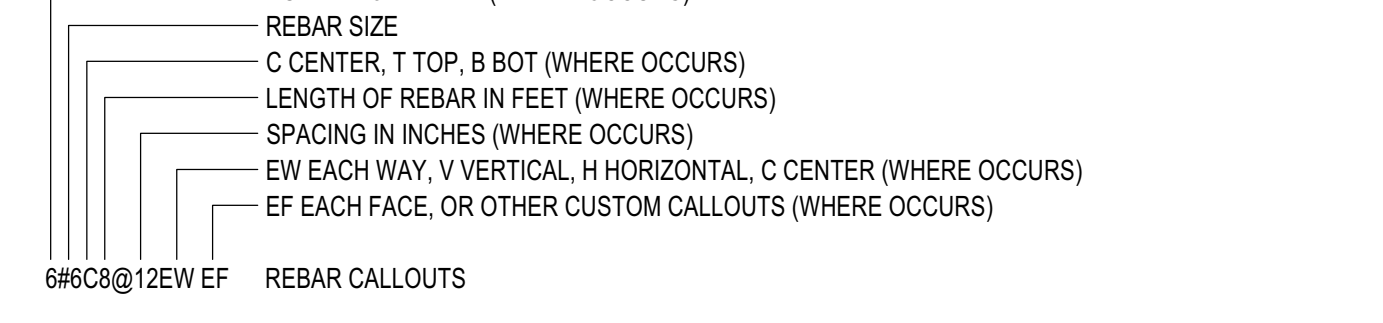 REBAR SIZE
C CENTER, T TOP, B BOT (WHERE OCCURS)
LENGTH OF REBAR IN FEET (WHERE OCCURS)
SPACING IN INCHES (WHERE OCCURS)
EW EACH WAY, V VERTICAL, H HORIZONTAL, C CENTER (WHERE OCCURS)
EF EACH FACE, OR OTHER CUSTOM CALLOUTS (WHERE OCCURS)
6#6C8@12EW EF REBAR CALLOUTS